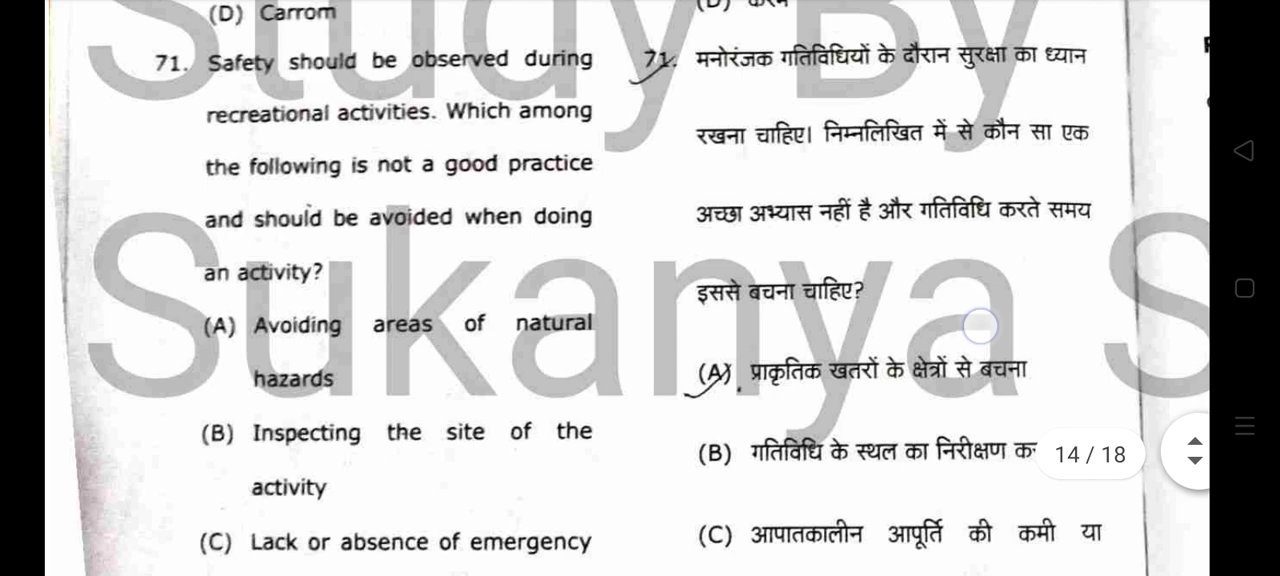 (D) Carrom
71. Safety should be observed during
recreational activities. Which among
the following is not a good practice
and should be avoided when doing
an activity?
(A) Avoiding areas of natural
hazards
(B) Inspecting the site of the
activity
(C) Lack or absence of emergency
71. मनोरंजक गतिविधियों के दौरान सुरक्षा का ध्यान
रखना चाहिए। निम्नलिखित में से कौन सा एक
अच्छा अभ्यास नहीं है और गतिविधि करते समय
इससे बचना चाहिए?
(A) प्राकृतिक खतरों के क्षेत्रों से बचना
(B) गतिविधि के स्थल का निरीक्षण
(C) आपातकालीन आपूर्ति की कमी या
Study By
Sukanya S
14 / 18